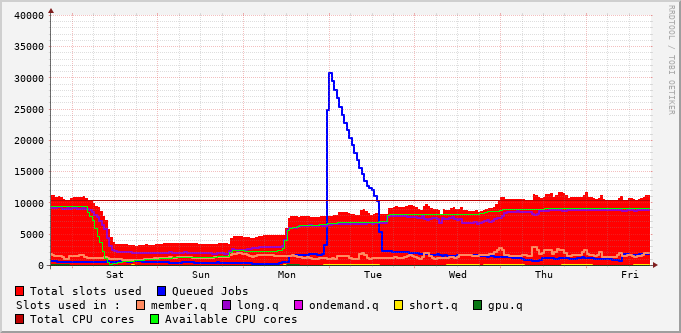 RRDTOOL / TOBI OETIKER
40000
35000
30000
25000
20000
15000
10000
5000
0
Sat Sun Mon Tue Wed Thu Fri
Total slots used Queued Jobs
Slots used in : member.q long.q ondemand.q short.q gpu.q
Total CPU cores Available CPU cores